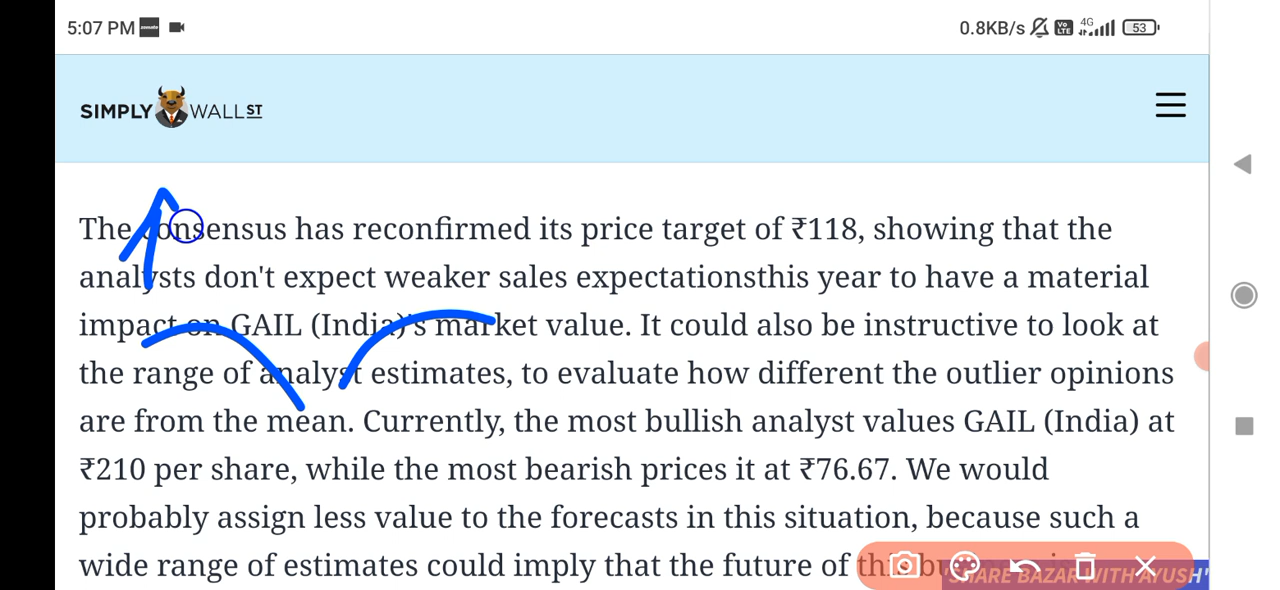 5:07 PM
0.8KB/s 4G 53
SIMPLY WALL ST
The consensus has reconfirmed its price target of ₹118, showing that the
analysts don't expect weaker sales expectationsthis year to have a material
impact on GAIL (India)'s market value. It could also be instructive to look at
the range of analyst estimates, to evaluate how different the outlier opinions
are from the mean. Currently, the most bullish analyst values GAIL (India) at
₹210 per share, while the most bearish prices it at ₹76.67. We would
probably assign less value to the forecasts in this situation, because such a
wide range of estimates could imply that the future of this
SHARE BAZAR WITH AYUSH"